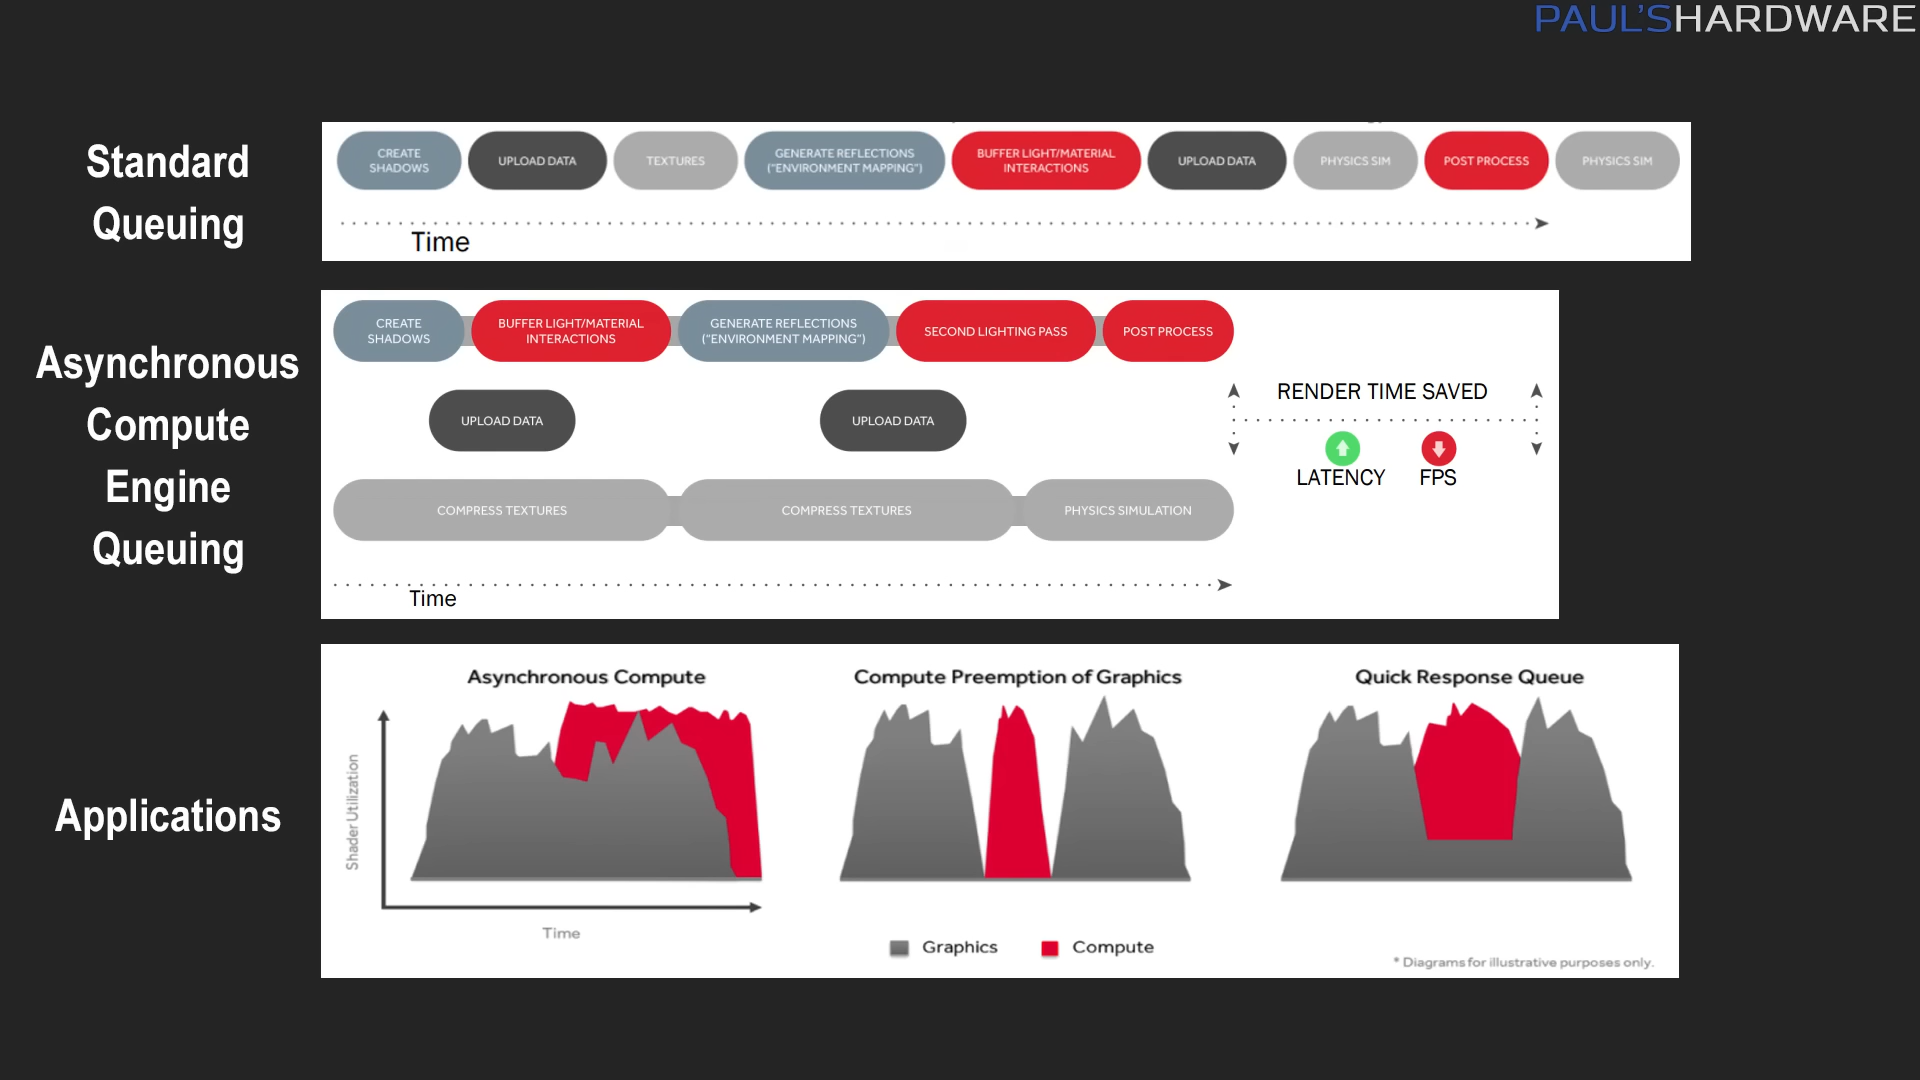 PAUL'SHARDWARE
Standard
Queuing
CREATE
SHADOWS
UPLOAD DATA
TEXTURES
GENERATE REFLECTIONS
("ENVIRONMENT MAPPING")
BUFFER LIGHT/MATERIAL
INTERACTIONS
UPLOAD DATA
PHYSICS SIM
POST PROCESS
PHYSICS SIM
Time
Asynchronous
Compute
Engine
Queuing
CREATE
SHADOWS
BUFFER LIGHT/MATERIAL
INTERACTIONS
GENERATE REFLECTIONS
("ENVIRONMENT MAPPING")
SECOND LIGHTING PASS
POST PROCESS
UPLOAD DATA
UPLOAD DATA
RENDER TIME SAVED
LATENCY
FPS
COMPRESS TEXTURES
COMPRESS TEXTURES
PHYSICS SIMULATION
Time
Applications
Asynchronous Compute
Compute Preemption of Graphics
Quick Response Queue
Shader Utilization
Time
Graphics
Compute
* Diagrams for illustrative purposes only.